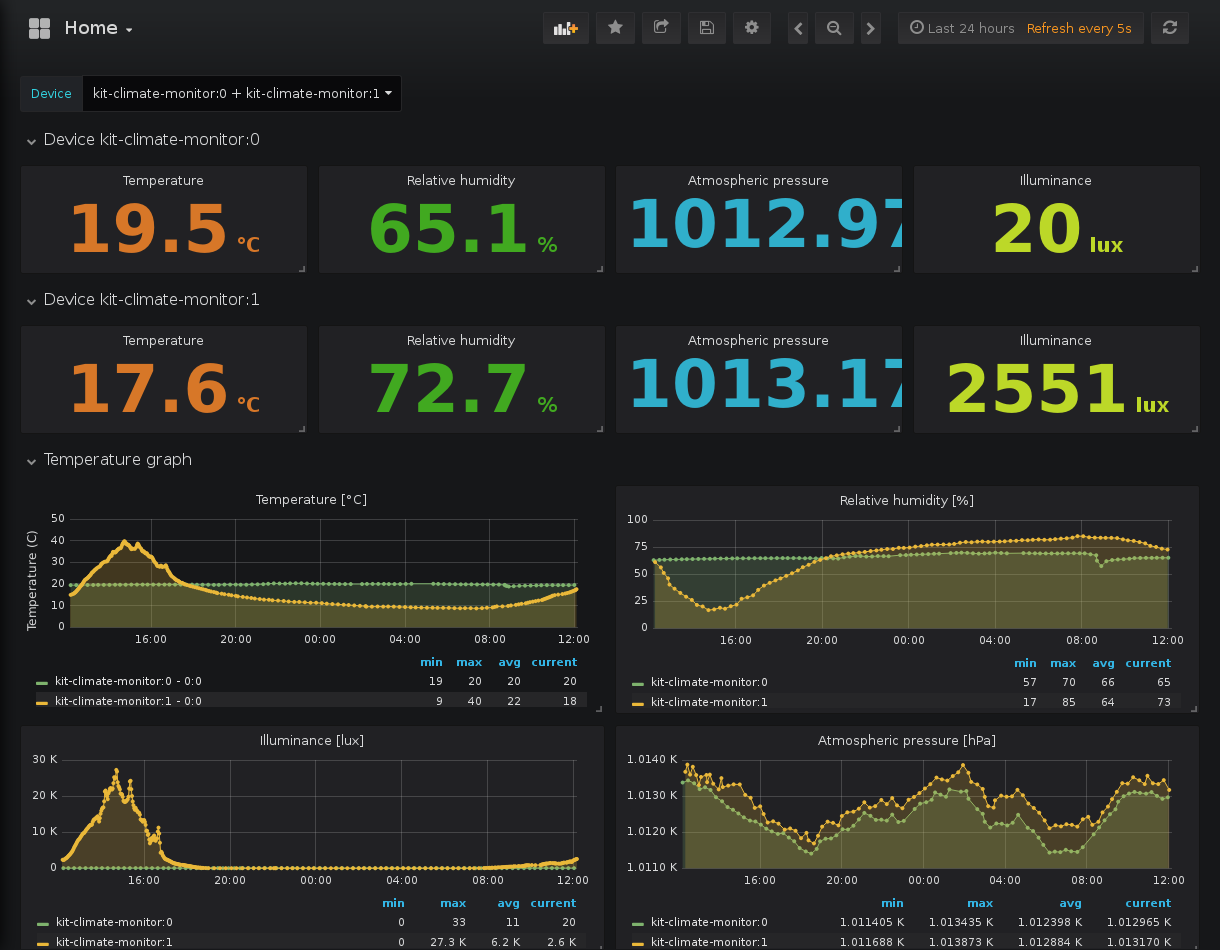 Home
Last 24 hours Refresh every 5s
Device kit-climate-monitor:0 + kit-climate-monitor:1
Device kit-climate-monitor:0
Temperature Relative humidity Atmospheric pressure Illuminance
19.5 °C 65.1 % 1012.97 20 lux
Device kit-climate-monitor:1
Temperature Relative humidity Atmospheric pressure Illuminance
17.6 °C 72.7 % 1013.17 2551 lux
Temperature graph
Temperature [°C]
Temperature (C)
50
40
30
20
10
0
16:00 20:00 00:00 04:00 08:00 12:00
min max avg current
kit-climate-monitor:0 - 0:0 19 20 20 20
kit-climate-monitor:1 - 0:0 9 40 22 18
Relative humidity [%]
100
75
50
25
0
16:00 20:00 00:00 04:00 08:00 12:00
min max avg current
kit-climate-monitor:0 57 70 66 65
kit-climate-monitor:1 17 85 64 73
Illuminance [lux]
30 K
20 K
10 K
0
16:00 20:00 00:00 04:00 08:00 12:00
min max avg current
kit-climate-monitor:0 0 33 11 20
kit-climate-monitor:1 0 27.3 K 6.2 K 2.6 K
Atmospheric pressure [hPa]
1.0140 K
1.0130 K
1.0120 K
1.0110 K
16:00 20:00 00:00 04:00 08:00 12:00
min max avg current
kit-climate-monitor:0 1.011405 K 1.013435 K 1.012398 K 1.012965 K
kit-climate-monitor:1 1.011688 K 1.013873 K 1.012884 K 1.013170 K